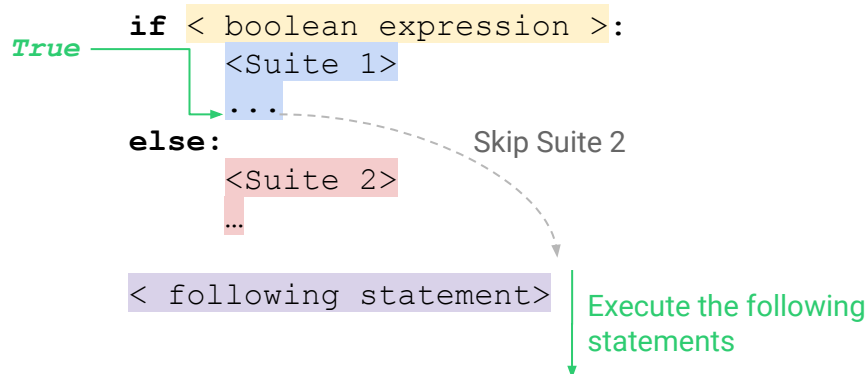 if < boolean expression >:
True
<Suite 1>
...
else:
Skip Suite 2
<Suite 2>
…
< following statement>
Execute the following
statements